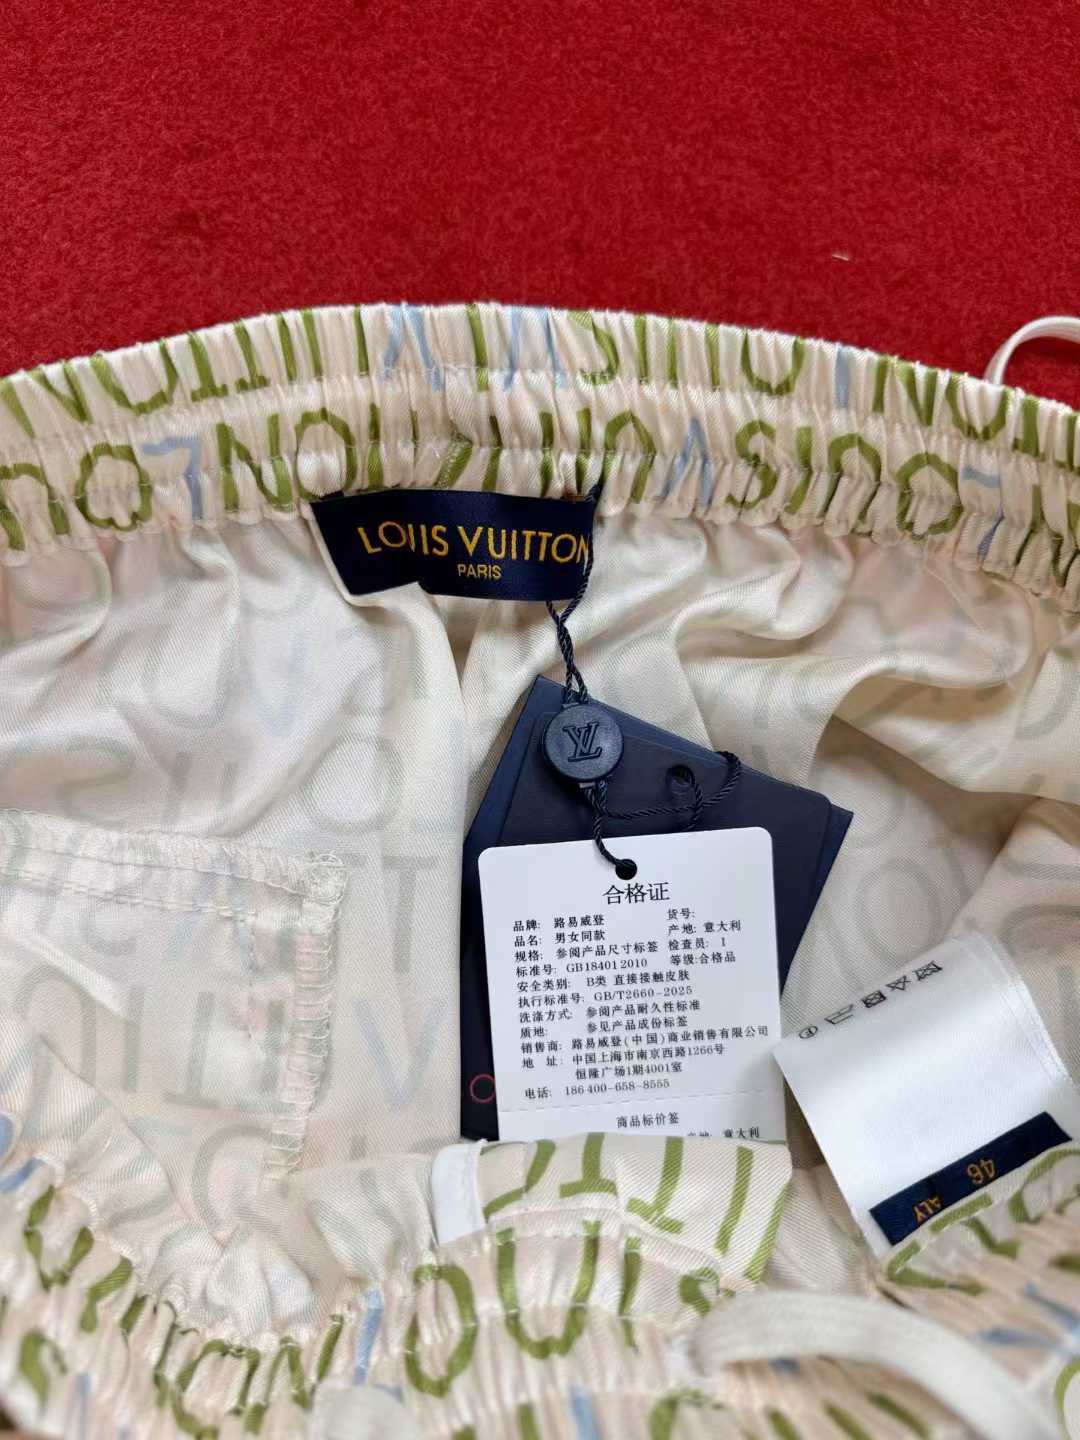 LOUIS VUITTON
PARIS
LV
合格证
品牌: 路易威登 货号:
品名: 男女同款 产地: 意大利
规格: 参阅产品尺寸标签 检查员: 1
标准号: GB18401 2010 等级:合格品
安全类别: B类 直接接触皮肤
执行标准号: GB/T2660-2025
洗涤方式: 参阅产品耐久性标准
质地: 参见产品成份标签
销售商: 路易威登(中国)商业销售有限公司
地 址: 中国上海市南京西路1266号
恒隆广场1期4001室
电话: 186 400-658-8555
商品标价签
产地: 意大利
46
ALY